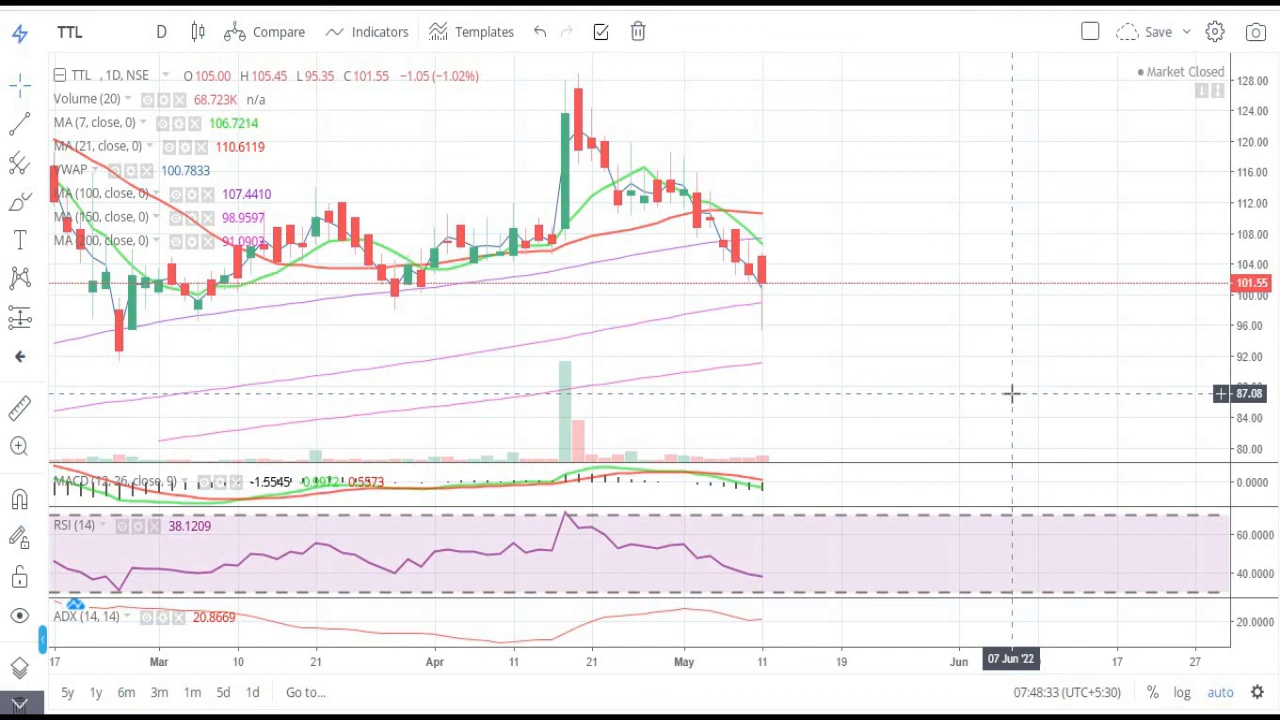 TTL D Compare Indicators Templates Save
TTL , 1D, NSE O 105.00 H 105.45 L 95.35 C 101.55 −1.05 (−1.02%)
Market Closed
Volume (20) 68.723K n/a
MA (7, close, 0) 106.7214
MA (21, close, 0) 110.6119
VWAP 100.7833
MA (100, close, 0) 107.4410
MA (150, close, 0) 98.9597
MA (200, close, 0) 91.0903
128.00
124.00
120.00
116.00
112.00
108.00
104.00
101.55
100.00
96.00
92.00
87.08
84.00
80.00
MACD (12, 26, close, 9) -1.5545 0.5573
0.0000
RSI (14) 38.1209
60.0000
40.0000
ADX (14, 14) 20.8669
20.0000
17 Mar 10 21 Apr 11 21 May 11 19 Jun 07 Jun '22 17 27
5y 1y 6m 3m 1m 5d 1d Go to... 07:48:33 (UTC+5:30) % log auto